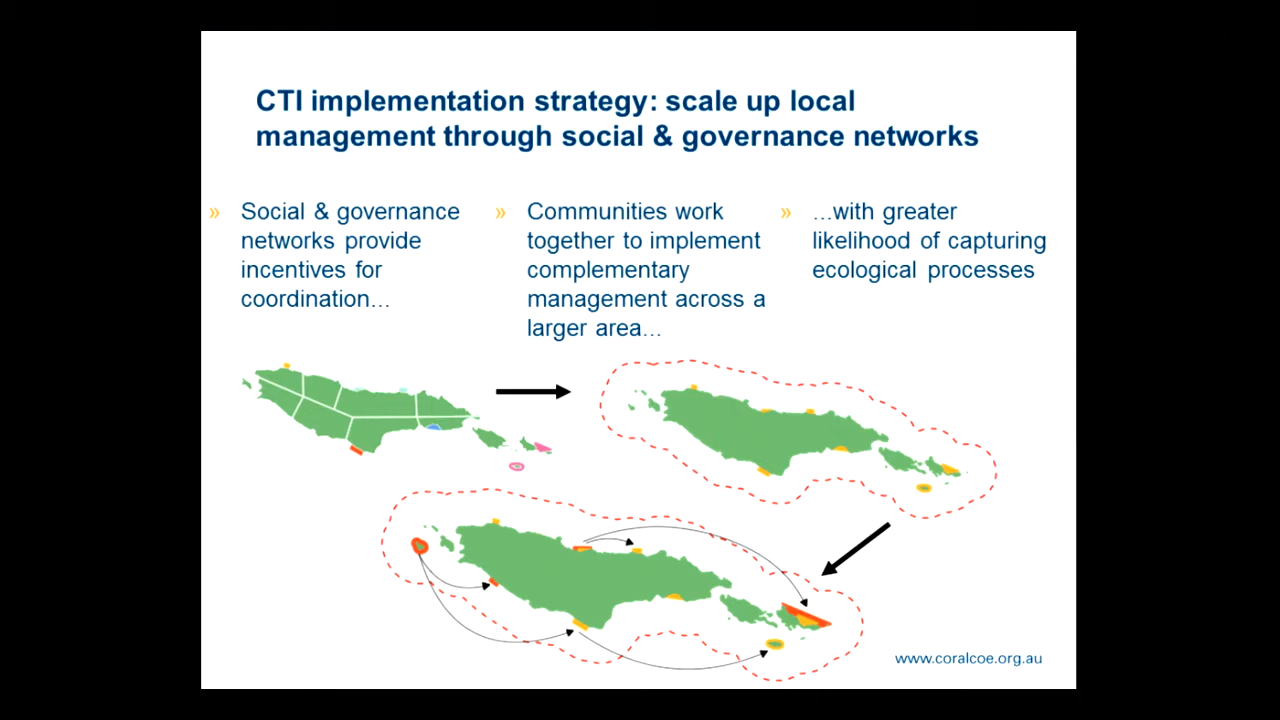 CTI implementation strategy: scale up local
management through social & governance networks
» Social & governance
networks provide
incentives for
coordination...
» Communities work
together to implement
complementary
management across a
larger area...
» ...with greater
likelihood of capturing
ecological processes
www.coralcoe.org.au